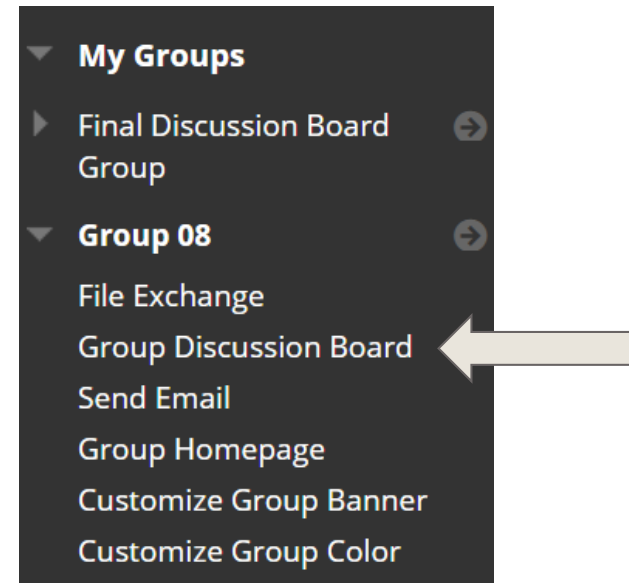 My Groups
Final Discussion Board
Group
Group 08
File Exchange
Group Discussion Board
Send Email
Group Homepage
Customize Group Banner
Customize Group Color